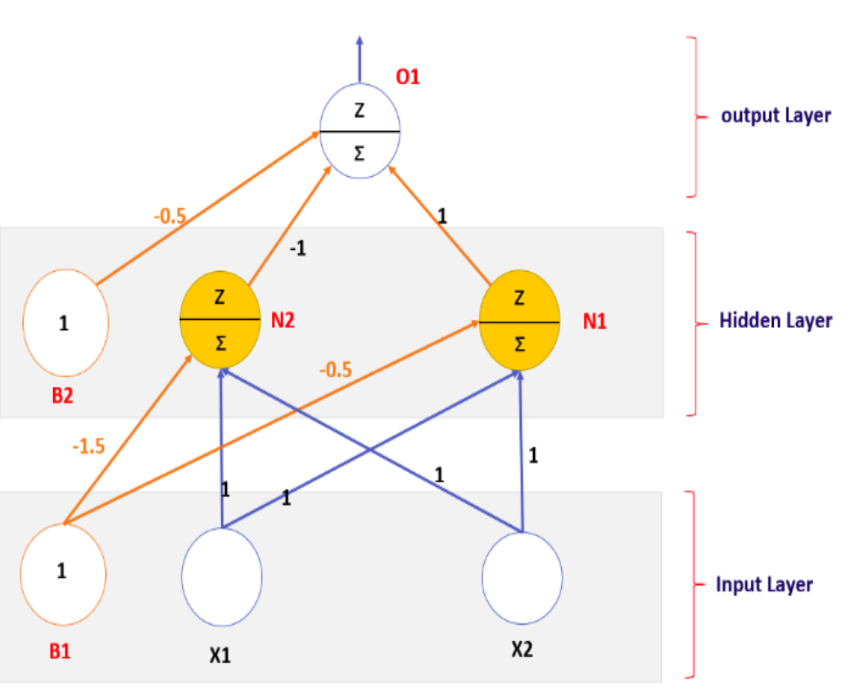 O1
Z
Σ
output Layer
-0.5
1
-1
1
Z
Σ
N2
Z
Σ
N1
Hidden Layer
B2
-0.5
-1.5
1
1
1
1
1
Input Layer
B1
X1
X2